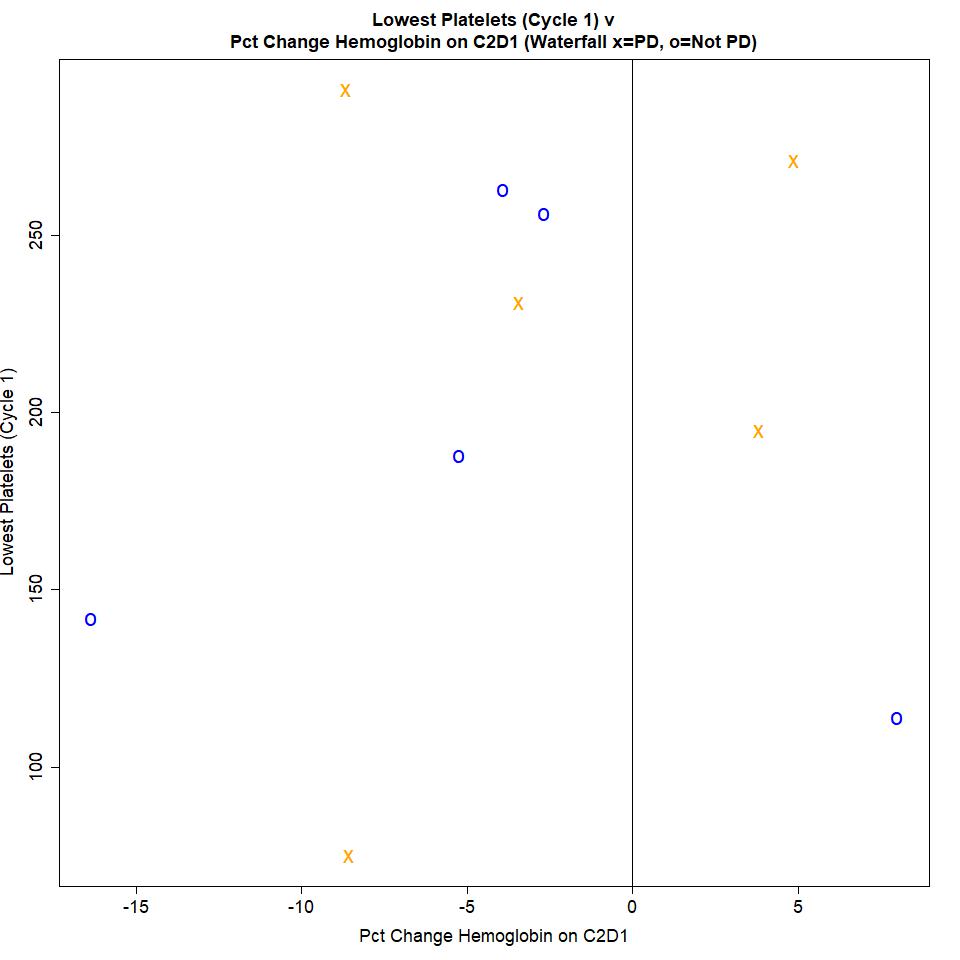 Lowest Platelets (Cycle 1) v
Pct Change Hemoglobin on C2D1 (Waterfall x=PD, o=Not PD)
Lowest Platelets (Cycle 1)
250
200
150
100
X
X
O
O
X
X
O
O
O
X
-15
-10
-5
0
5
Pct Change Hemoglobin on C2D1